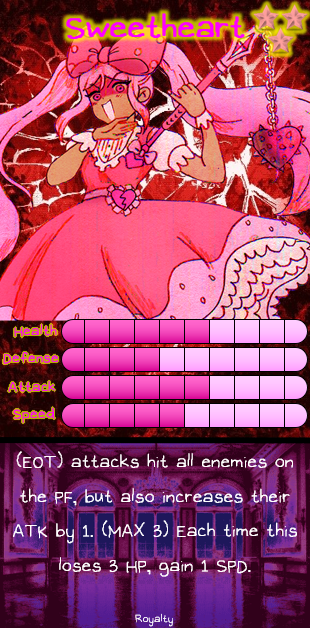 Sweetheart
Health
Defense
Attack
Speed
(EOT) attacks hit all enemies on
the PF, but also increases their
ATK by 1. (MAX 3) Each time this
loses 3 HP, gain 1 SPD.
Royalty